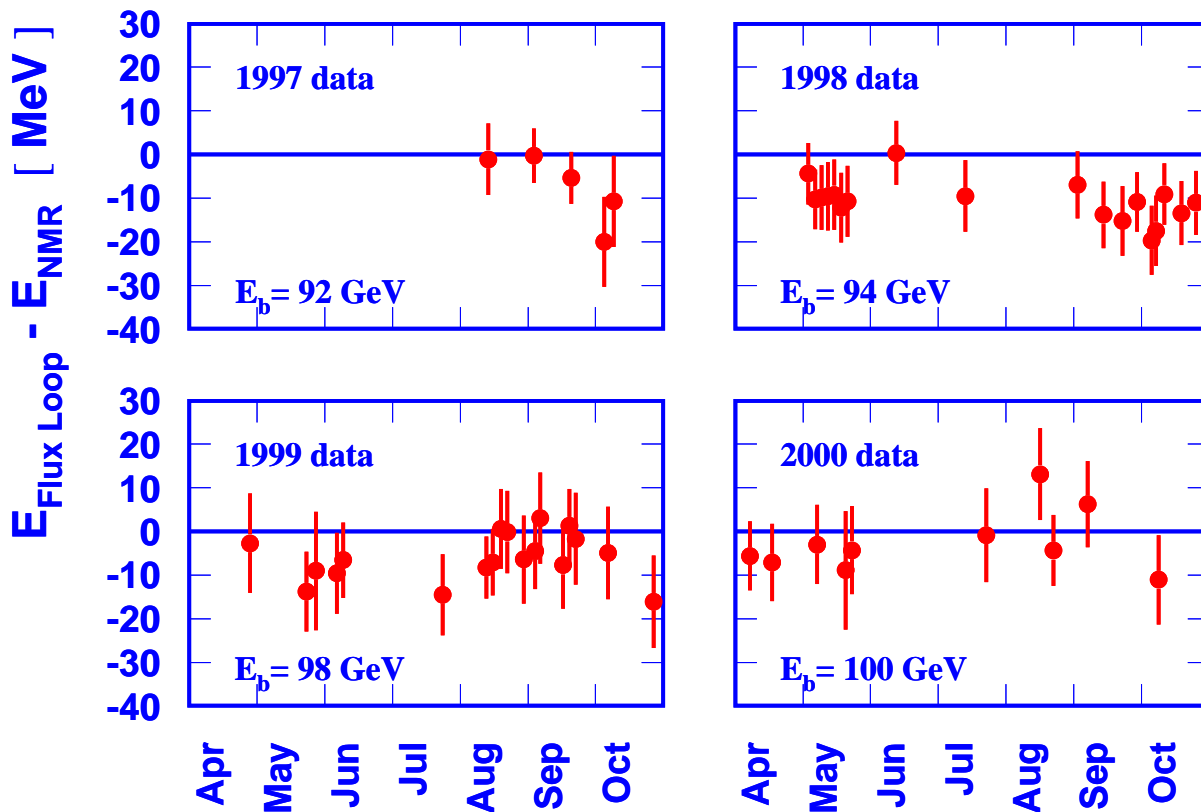 E_Flux Loop - E_NMR [ MeV ]
30
20
10
0
-10
-20
-30
-40
1997 data
E_b= 92 GeV
1998 data
E_b= 94 GeV
30
20
10
0
-10
-20
-30
-40
1999 data
E_b= 98 GeV
2000 data
E_b= 100 GeV
Apr May Jun Jul Aug Sep Oct
Apr May Jun Jul Aug Sep Oct